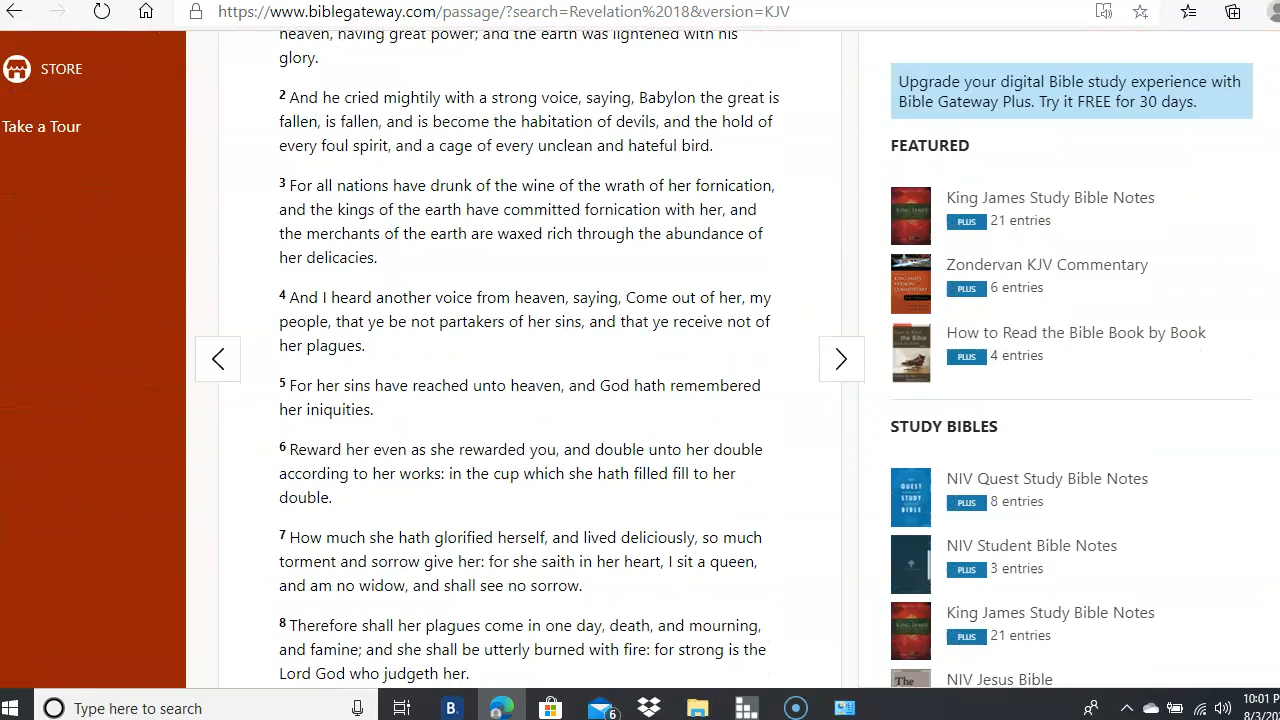 https://www.biblegateway.com/passage/?search=Revelation%2018&version=KJV
STORE
Take a Tour
heaven, having great power; and the earth was lightened with his
glory.
2 And he cried mightily with a strong voice, saying, Babylon the great is
fallen, is fallen, and is become the habitation of devils, and the hold of
every foul spirit, and a cage of every unclean and hateful bird.
3 For all nations have drunk of the wine of the wrath of her fornication,
and the kings of the earth have committed fornication with her, and
the merchants of the earth are waxed rich through the abundance of
her delicacies.
4 And I heard another voice from heaven, saying, Come out of her, my
people, that ye be not partakers of her sins, and that ye receive not of
her plagues.
5 For her sins have reached unto heaven, and God hath remembered
her iniquities.
6 Reward her even as she rewarded you, and double unto her double
according to her works: in the cup which she hath filled fill to her
double.
7 How much she hath glorified herself, and lived deliciously, so much
torment and sorrow give her: for she saith in her heart, I sit a queen,
and am no widow, and shall see no sorrow.
8 Therefore shall her plagues come in one day, death, and mourning,
and famine; and she shall be utterly burned with fire: for strong is the
Lord God who judgeth her.
Upgrade your digital Bible study experience with
Bible Gateway Plus. Try it FREE for 30 days.
FEATURED
King James Study Bible Notes
PLUS 21 entries
Zondervan KJV Commentary
PLUS 6 entries
How to Read the Bible Book by Book
PLUS 4 entries
STUDY BIBLES
NIV Quest Study Bible Notes
PLUS 8 entries
QUEST
STUDY
BIBLE
NIV Student Bible Notes
PLUS 3 entries
King James Study Bible Notes
PLUS 21 entries
The
NIV Jesus Bible
Type here to search
B.
6
10:01 P
8/3/20